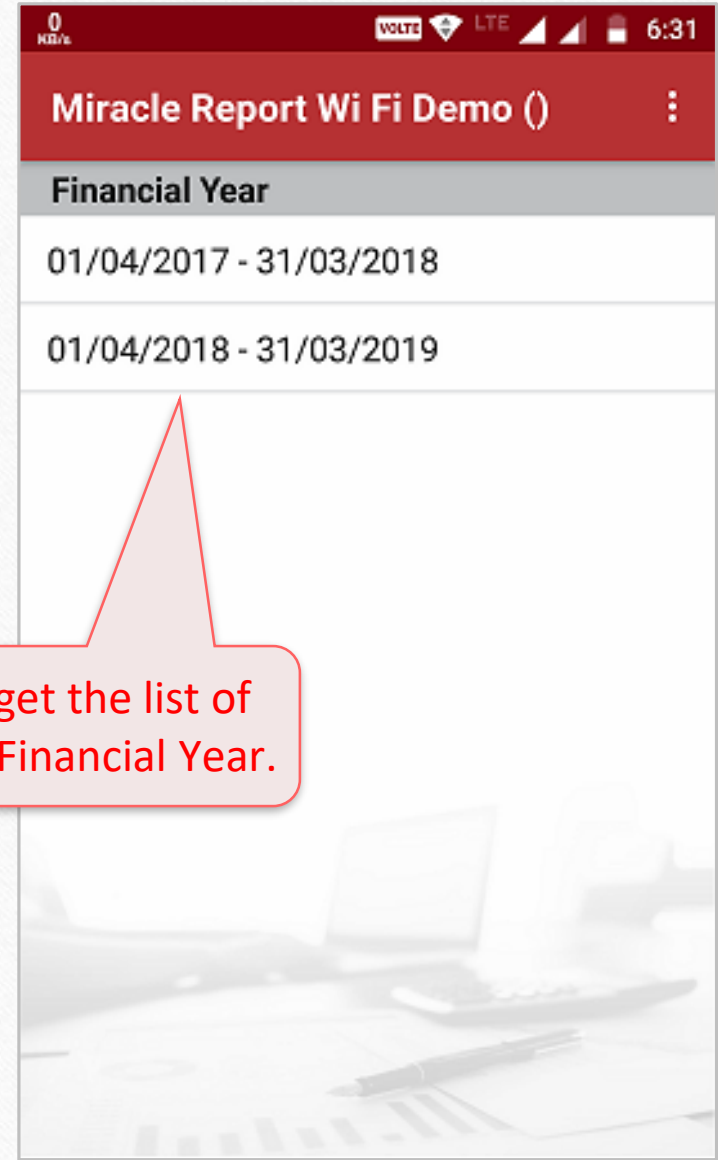 0
KB/s VOLTE LTE 6:31
Miracle Report Wi Fi Demo ()
Financial Year
01/04/2017 - 31/03/2018
01/04/2018 - 31/03/2019
get the list of
Financial Year.